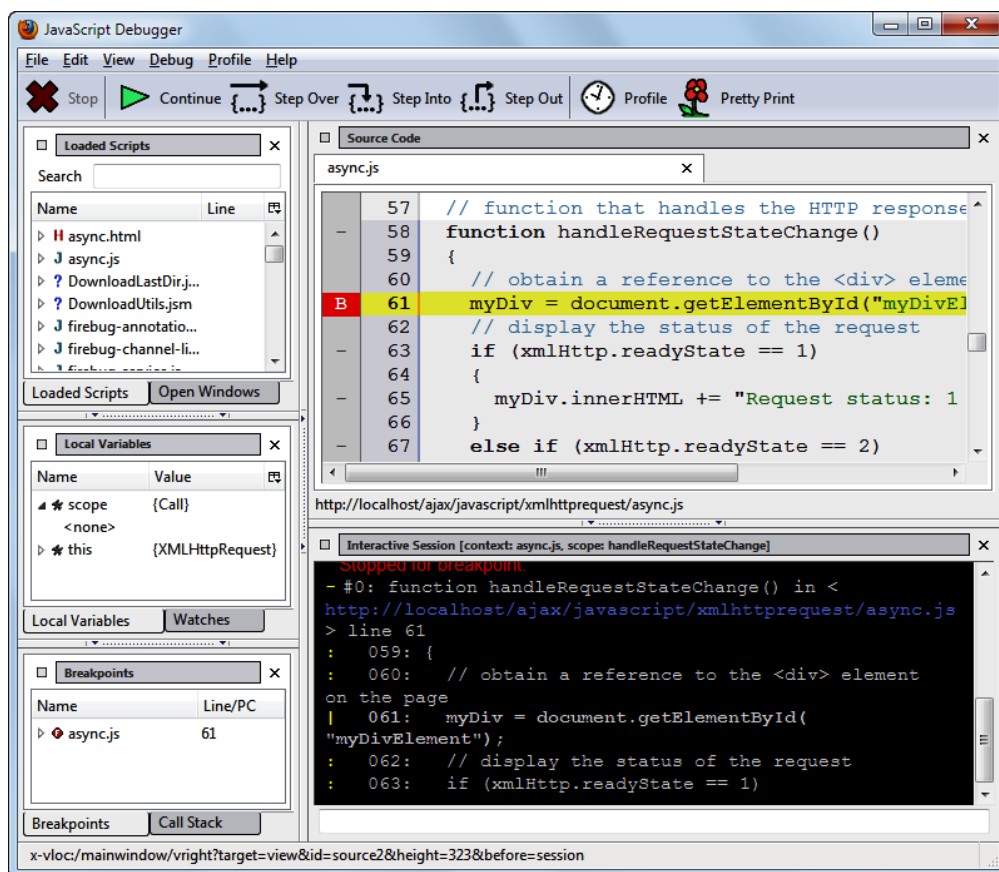 JavaScript Debugger
File Edit View Debug Profile Help
Stop Continue {...} Step Over {...} Step Into {...} Step Out Profile Pretty Print
Loaded Scripts
Search
Name Line
H async.html
J async.js
? DownloadLastDir.j...
? DownloadUtils.jsm
J firebug-annotatio...
J firebug-channel-li...
Loaded Scripts Open Windows
Local Variables
Name Value
scope {Call}
<none>
this {XMLHttpRequest}
Local Variables Watches
Breakpoints
Name Line/PC
async.js 61
Breakpoints Call Stack
Source Code
async.js
57 // function that handles the HTTP response
– 58 function handleRequestStateChange()
59 {
60 // obtain a reference to the <div> eleme
B 61 myDiv = document.getElementById("myDivEl
62 // display the status of the request
– 63 if (xmlHttp.readyState == 1)
64 {
– 65 myDiv.innerHTML += "Request status: 1
66 }
– 67 else if (xmlHttp.readyState == 2)
http://localhost/ajax/javascript/xmlhttprequest/async.js
Interactive Session [context: async.js, scope: handleRequestStateChange]
Stopped for breakpoint.
– #0: function handleRequestStateChange() in <
http://localhost/ajax/javascript/xmlhttprequest/async.js
> line 61
: 059: {
: 060: // obtain a reference to the <div> element
on the page
| 061: myDiv = document.getElementById(
"myDivElement");
: 062: // display the status of the request
: 063: if (xmlHttp.readyState == 1)
x-vloc:/mainwindow/vright?target=view&id=source2&height=323&before=session